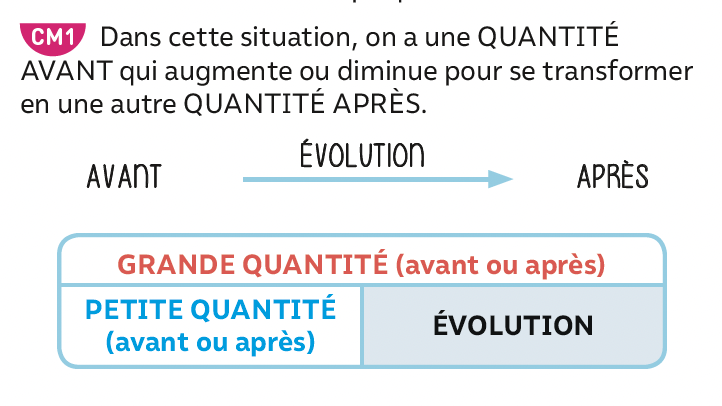 CM1 Dans cette situation, on a une QUANTITÉ
AVANT qui augmente ou diminue pour se transformer
en une autre QUANTITÉ APRÈS.
ÉVOLUTION
AVANT
APRÈS
GRANDE QUANTITÉ (avant ou après)
PETITE QUANTITÉ
(avant ou après)
ÉVOLUTION